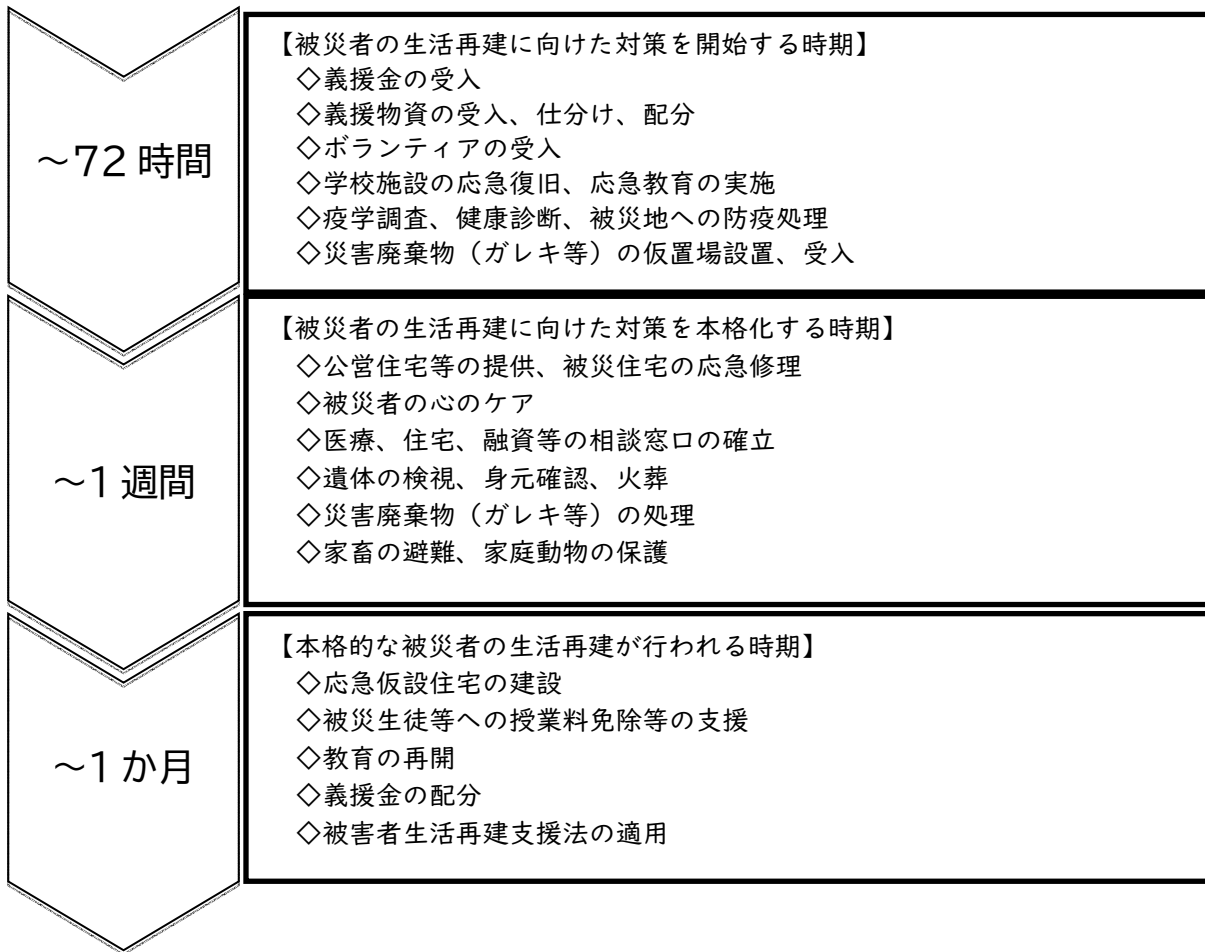 ～72時間
【被災者の生活再建に向けた対策を開始する時期】
◇義援金の受入
◇義援物資の受入、仕分け、配分
◇ボランティアの受入
◇学校施設の応急復旧、応急教育の実施
◇疫学調査、健康診断、被災地への防疫処理
◇災害廃棄物（ガレキ等）の仮置場設置、受入
～1週間
【被災者の生活再建に向けた対策を本格化する時期】
◇公営住宅等の提供、被災住宅の応急修理
◇被災者の心のケア
◇医療、住宅、融資等の相談窓口の確立
◇遺体の検視、身元確認、火葬
◇災害廃棄物（ガレキ等）の処理
◇家畜の避難、家庭動物の保護
～1か月
【本格的な被災者の生活再建が行われる時期】
◇応急仮設住宅の建設
◇被災生徒等への授業料免除等の支援
◇教育の再開
◇義援金の配分
◇被害者生活再建支援法の適用